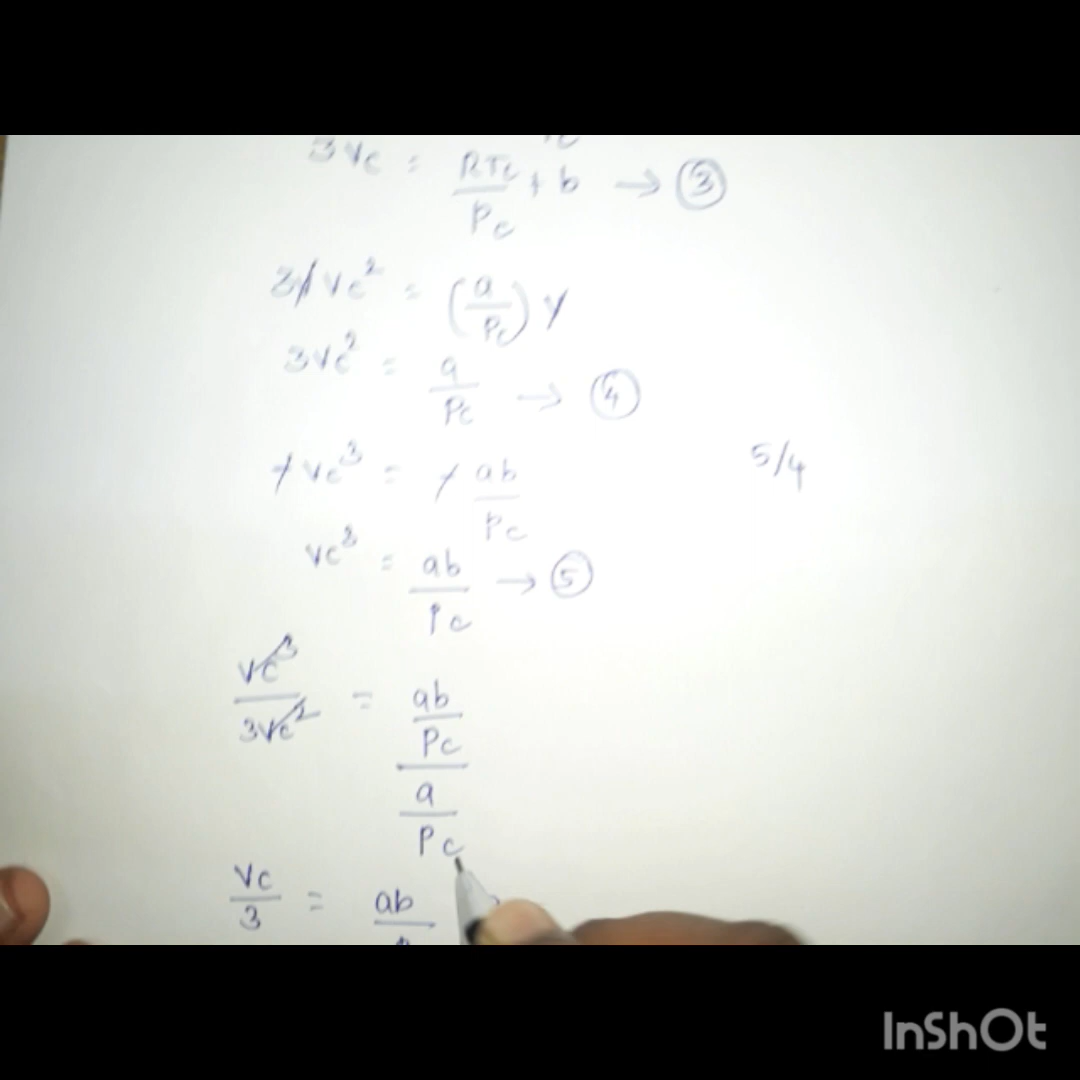 3Vc = RTc/Pc + b → ③
3Vc² = (a/Pc) V
3Vc² = a/Pc → ④
-Vc³ = - ab/Pc
5/4
Vc³ = ab/Pc → ⑤
Vc³/3Vc² = ab/Pc / a/Pc
Vc/3 = ab
InShOt